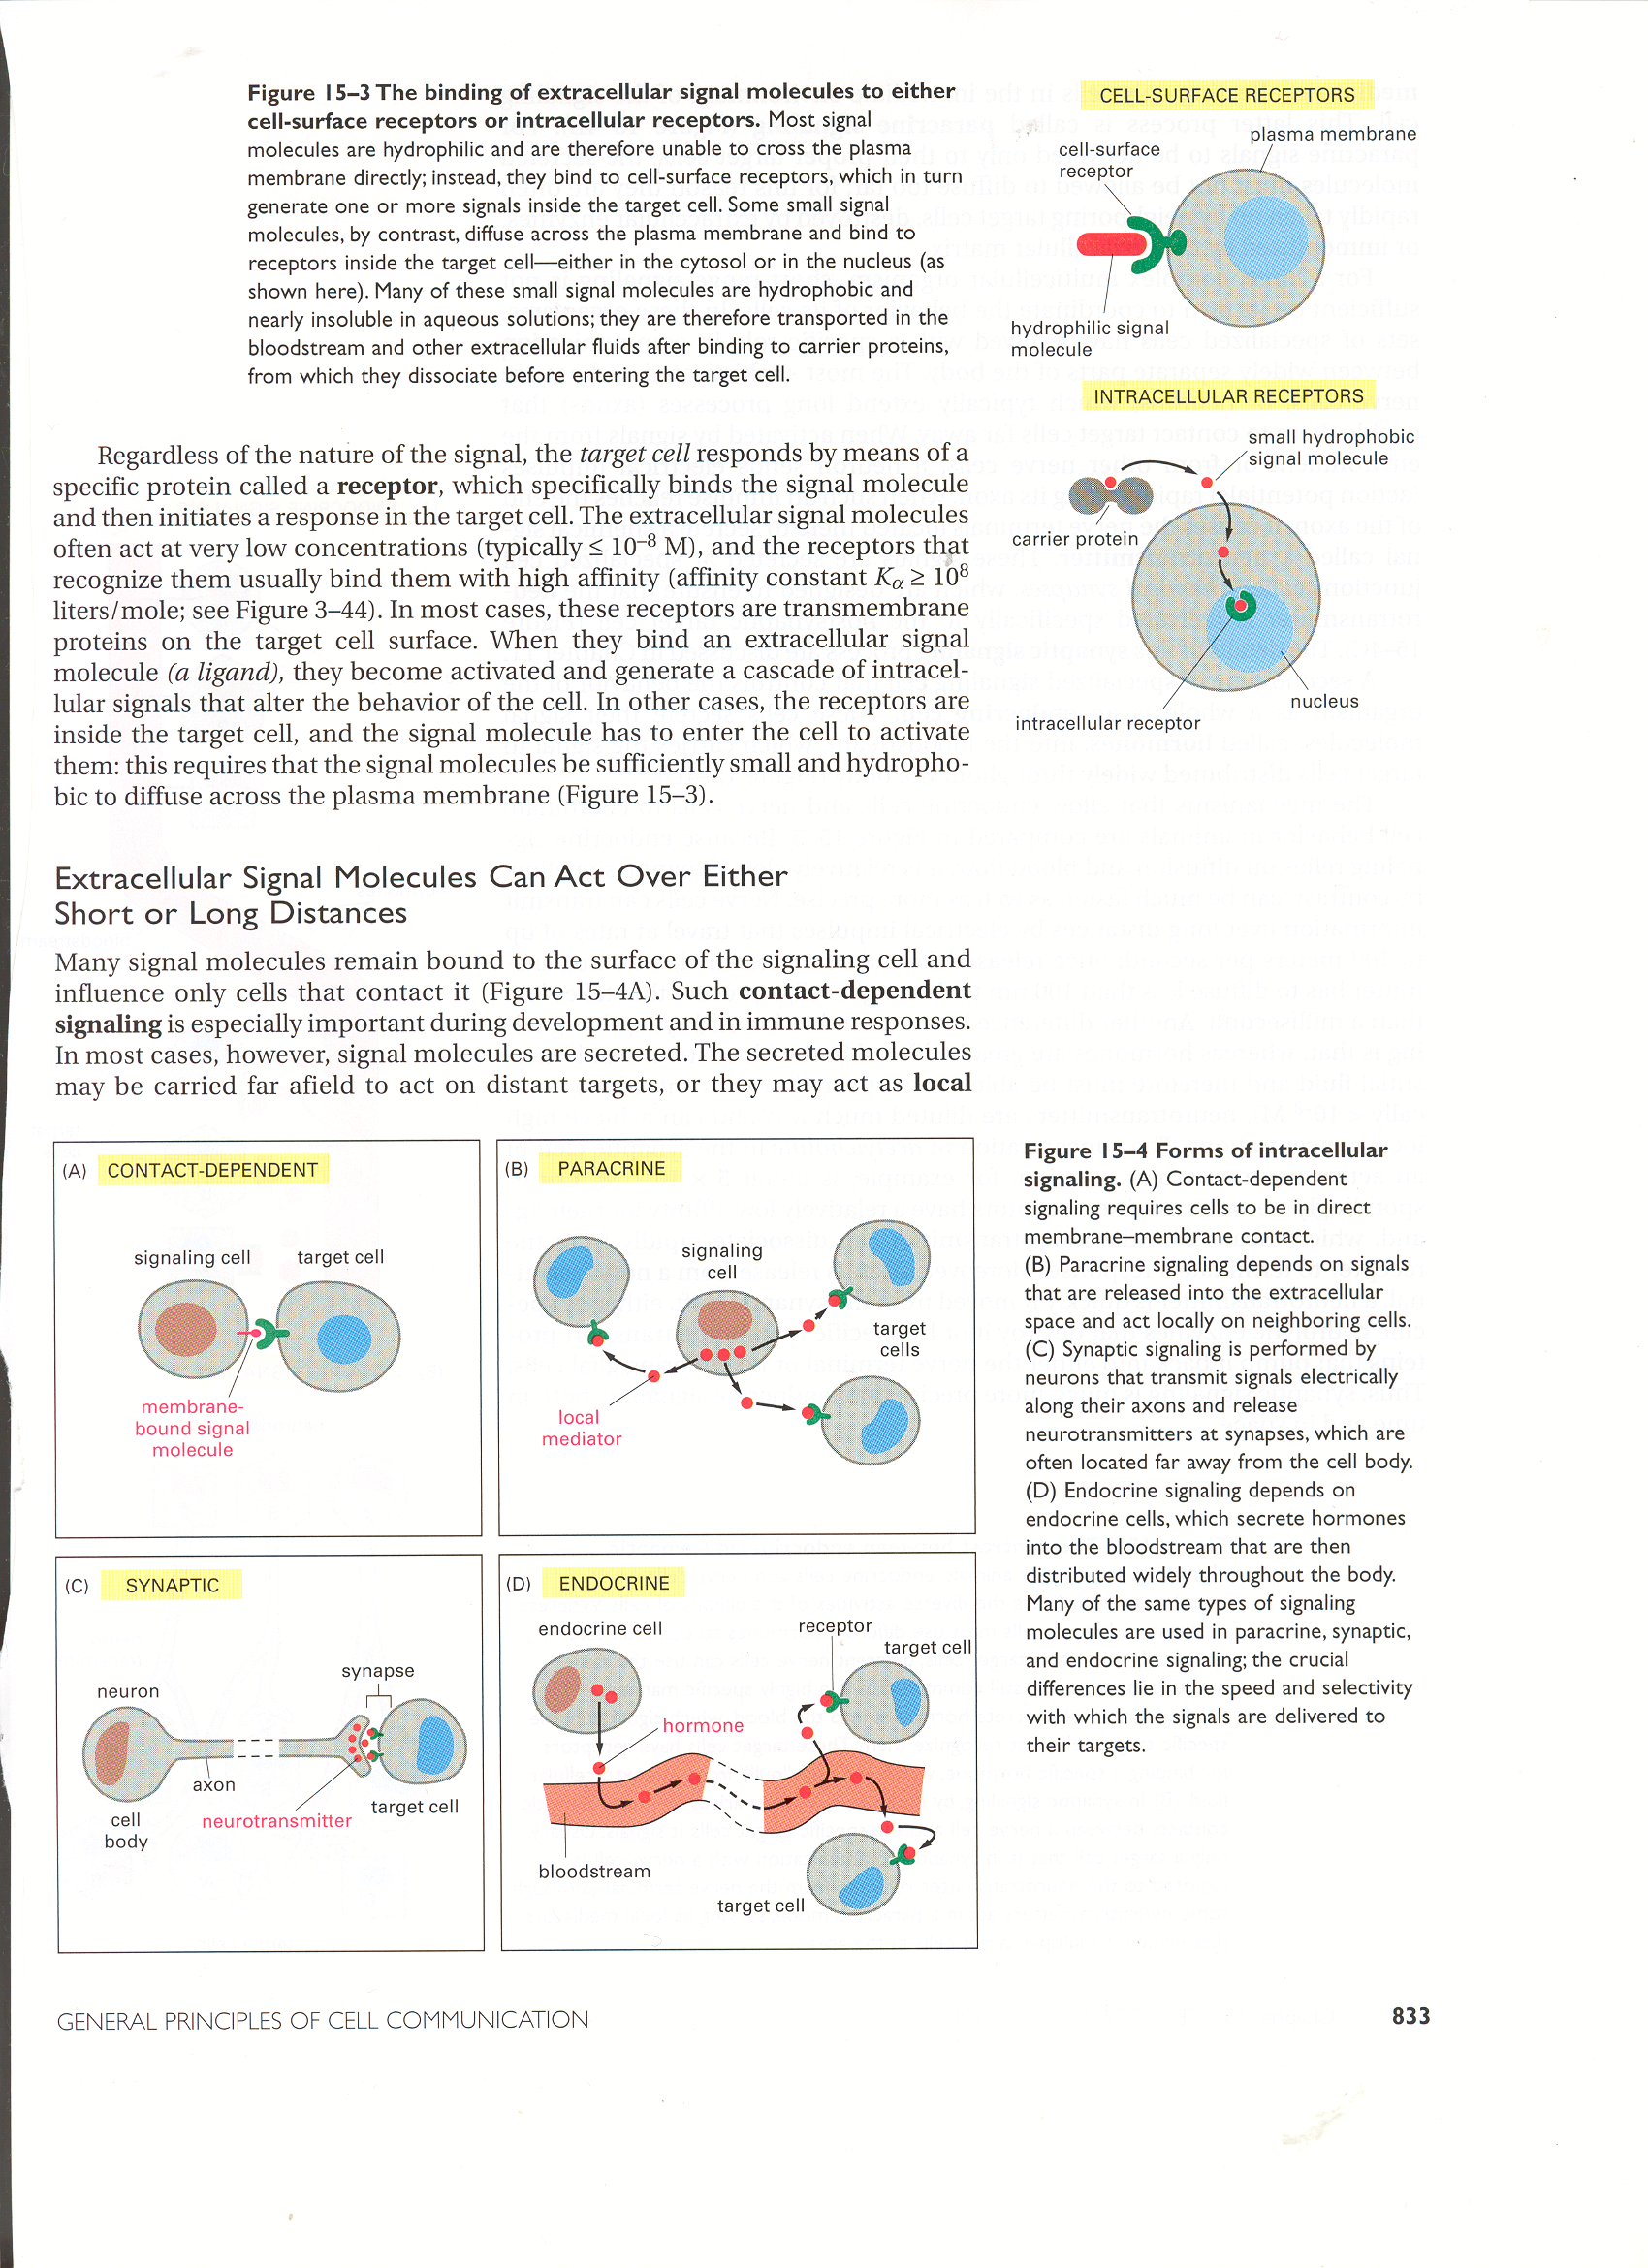 Figure 15–3 The binding of extracellular signal molecules to either
cell-surface receptors or intracellular receptors. Most signal
molecules are hydrophilic and are therefore unable to cross the plasma
membrane directly; instead, they bind to cell-surface receptors, which in turn
generate one or more signals inside the target cell. Some small signal
molecules, by contrast, diffuse across the plasma membrane and bind to
receptors inside the target cell—either in the cytosol or in the nucleus (as
shown here). Many of these small signal molecules are hydrophobic and
nearly insoluble in aqueous solutions; they are therefore transported in the
bloodstream and other extracellular fluids after binding to carrier proteins,
from which they dissociate before entering the target cell.
CELL-SURFACE RECEPTORS
plasma membrane
cell-surface
receptor
hydrophilic signal
molecule
INTRACELLULAR RECEPTORS
small hydrophobic
signal molecule
carrier protein
nucleus
intracellular receptor
Regardless of the nature of the signal, the target cell responds by means of a
specific protein called a receptor, which specifically binds the signal molecule
and then initiates a response in the target cell. The extracellular signal molecules
often act at very low concentrations (typically ≤ 10⁻⁸ M), and the receptors that
recognize them usually bind them with high affinity (affinity constant Kα ≥ 10⁸
liters/mole; see Figure 3–44). In most cases, these receptors are transmembrane
proteins on the target cell surface. When they bind an extracellular signal
molecule (a ligand), they become activated and generate a cascade of intracel-
lular signals that alter the behavior of the cell. In other cases, the receptors are
inside the target cell, and the signal molecule has to enter the cell to activate
them: this requires that the signal molecules be sufficiently small and hydropho-
bic to diffuse across the plasma membrane (Figure 15–3).
Extracellular Signal Molecules Can Act Over Either
Short or Long Distances
Many signal molecules remain bound to the surface of the signaling cell and
influence only cells that contact it (Figure 15–4A). Such contact-dependent
signaling is especially important during development and in immune responses.
In most cases, however, signal molecules are secreted. The secreted molecules
may be carried far afield to act on distant targets, or they may act as local
(A) CONTACT-DEPENDENT
signaling cell target cell
membrane-
bound signal
molecule
(B) PARACRINE
signaling
cell
target
cells
local
mediator
(C) SYNAPTIC
synapse
neuron
axon
neurotransmitter
target cell
cell
body
(D) ENDOCRINE
endocrine cell
receptor
target cell
hormone
bloodstream
target cell
Figure 15–4 Forms of intracellular
signaling. (A) Contact-dependent
signaling requires cells to be in direct
membrane–membrane contact.
(B) Paracrine signaling depends on signals
that are released into the extracellular
space and act locally on neighboring cells.
(C) Synaptic signaling is performed by
neurons that transmit signals electrically
along their axons and release
neurotransmitters at synapses, which are
often located far away from the cell body.
(D) Endocrine signaling depends on
endocrine cells, which secrete hormones
into the bloodstream that are then
distributed widely throughout the body.
Many of the same types of signaling
molecules are used in paracrine, synaptic,
and endocrine signaling; the crucial
differences lie in the speed and selectivity
with which the signals are delivered to
their targets.
GENERAL PRINCIPLES OF CELL COMMUNICATION
833